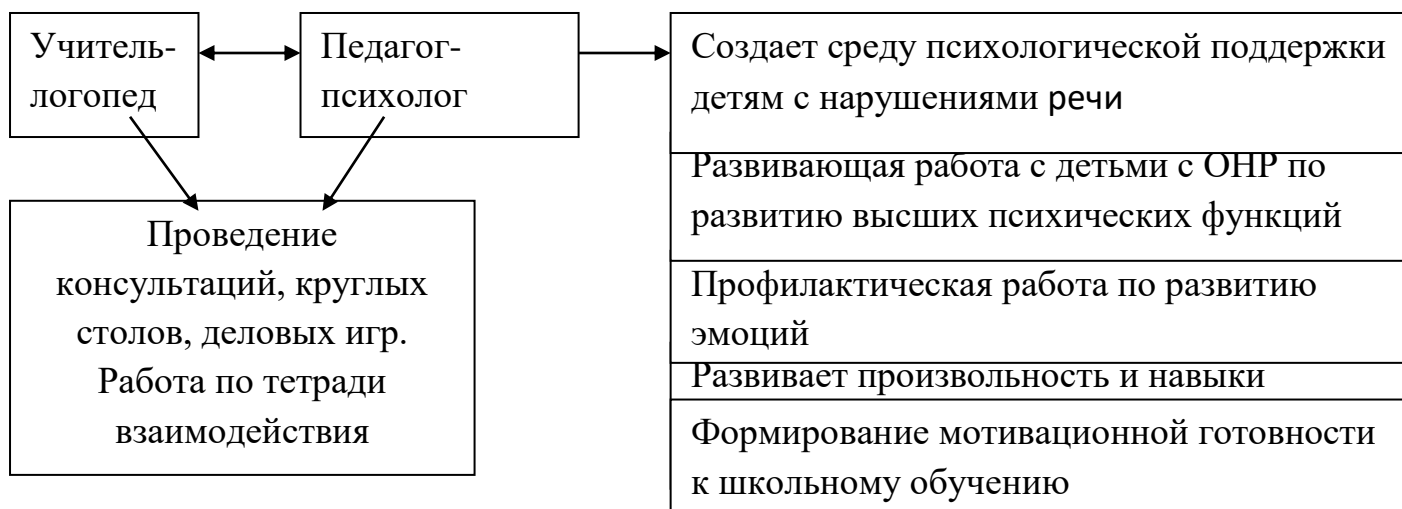 Учитель-
логопед
Педагог-
психолог
Создает среду психологической поддержки
детям с нарушениями речи
Развивающая работа с детьми с ОНР по
развитию высших психических функций
Профилактическая работа по развитию
эмоций
Развивает произвольность и навыки
Формирование мотивационной готовности
к школьному обучению
Проведение
консультаций, круглых
столов, деловых игр.
Работа по тетради
взаимодействия